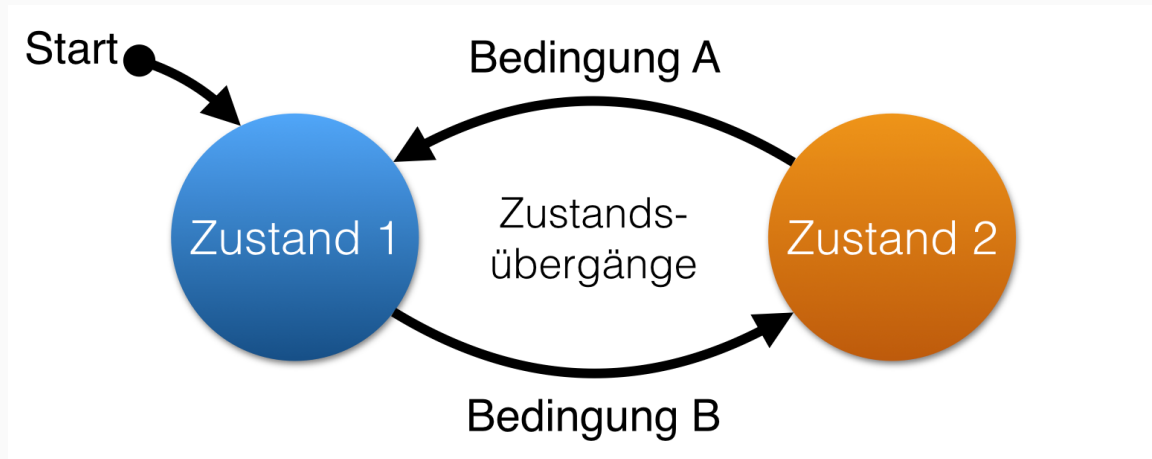 Start
Bedingung A
Zustand 1
Zustands-
übergänge
Zustand 2
Bedingung B